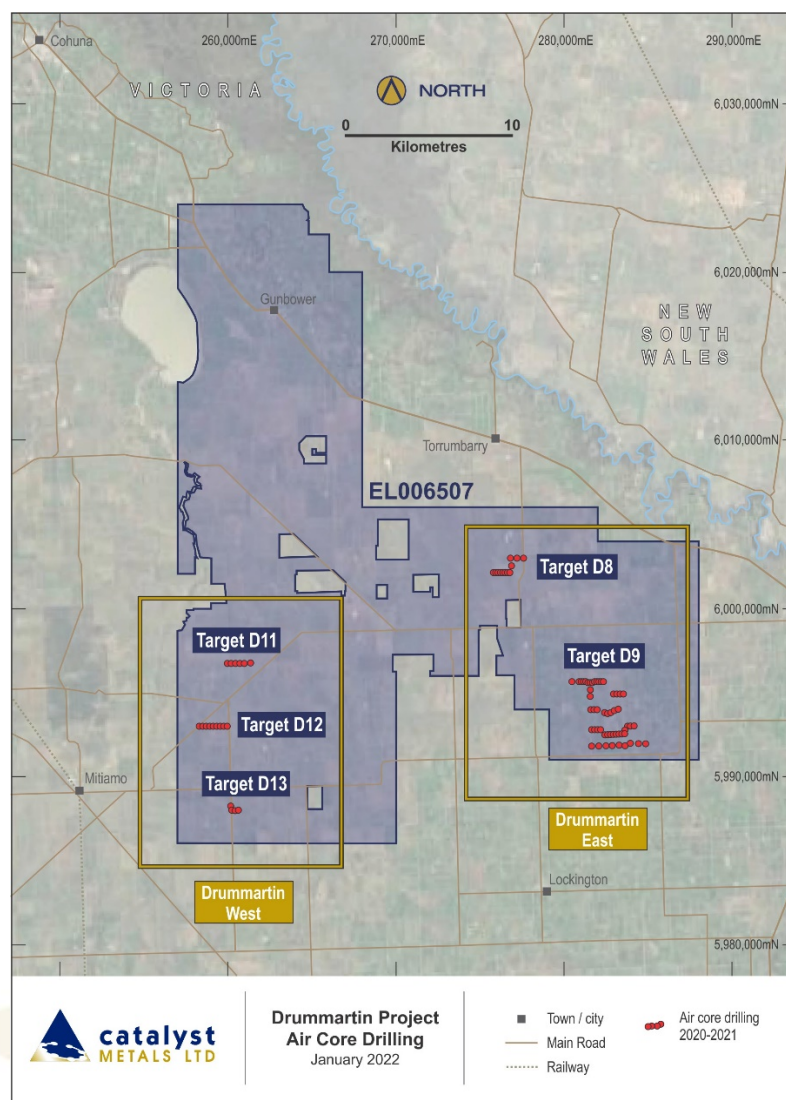 260,000mE
270,000mE
280,000mE
290,000mE
Cohuna
VICTORIA
NORTH
0
10
Kilometres
6,030,000mN
6,020,000mN
Gunbower
NEW
SOUTH
WALES
6,010,000mN
Torrumbarry
EL006507
Target D8
6,000,000mN
Target D11
Target D9
Target D12
Mitiamo
Target D13
5,990,000mN
Drummartin
East
Drummartin
West
Lockington
5,980,000mN
catalyst
METALS LTD
Drummartin Project
Air Core Drilling
January 2022
Town / city
Main Road
Railway
Air core drilling
2020-2021